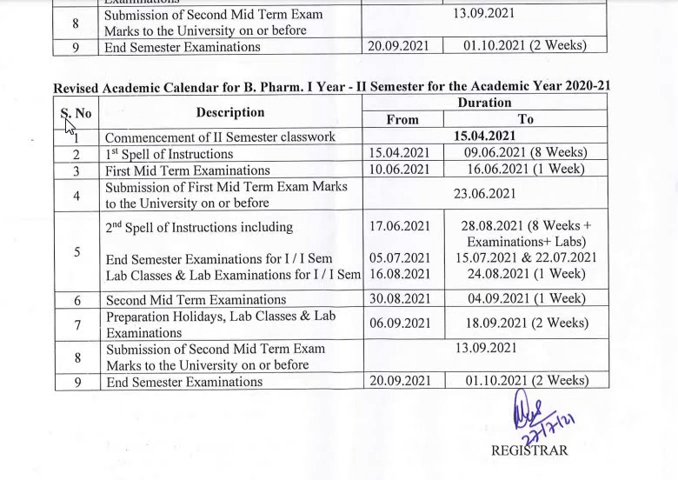 Examinations
8 Submission of Second Mid Term Exam 13.09.2021
Marks to the University on or before
9 End Semester Examinations 20.09.2021 01.10.2021 (2 Weeks)
Revised Academic Calendar for B. Pharm. I Year - II Semester for the Academic Year 2020-21
S. No Description Duration
From To
1 Commencement of II Semester classwork 15.04.2021
2 1st Spell of Instructions 15.04.2021 09.06.2021 (8 Weeks)
3 First Mid Term Examinations 10.06.2021 16.06.2021 (1 Week)
4 Submission of First Mid Term Exam Marks 23.06.2021
to the University on or before
5 2nd Spell of Instructions including 17.06.2021 28.08.2021 (8 Weeks +
Examinations+ Labs)
End Semester Examinations for I / I Sem 05.07.2021 15.07.2021 & 22.07.2021
Lab Classes & Lab Examinations for I / I Sem 16.08.2021 24.08.2021 (1 Week)
6 Second Mid Term Examinations 30.08.2021 04.09.2021 (1 Week)
7 Preparation Holidays, Lab Classes & Lab 06.09.2021 18.09.2021 (2 Weeks)
Examinations
8 Submission of Second Mid Term Exam 13.09.2021
Marks to the University on or before
9 End Semester Examinations 20.09.2021 01.10.2021 (2 Weeks)
27/7/21
REGISTRAR